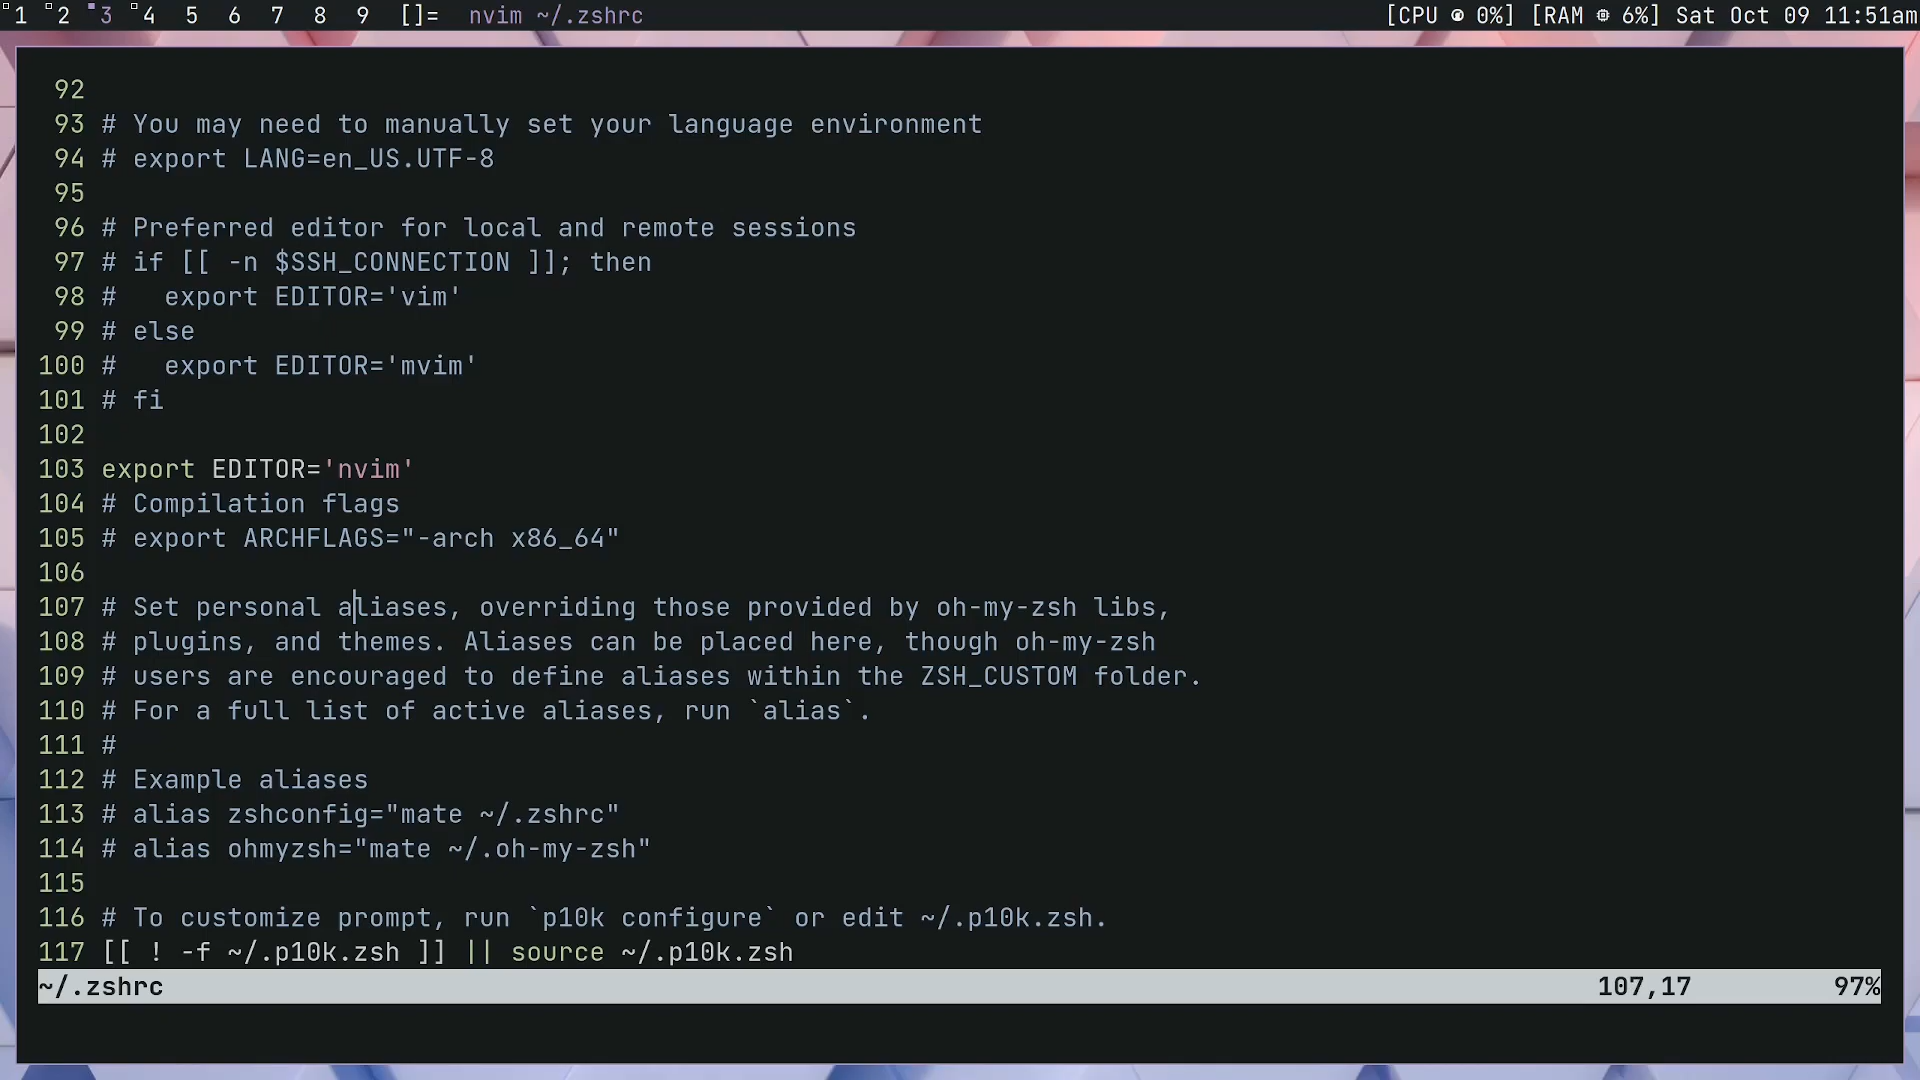 1 2 3 4 5 6 7 8 9 []= nvim ~/.zshrc [CPU 0%] [RAM 6%] Sat Oct 09 11:51am
92
93 # You may need to manually set your language environment
94 # export LANG=en_US.UTF-8
95
96 # Preferred editor for local and remote sessions
97 # if [[ -n $SSH_CONNECTION ]]; then
98 #   export EDITOR='vim'
99 # else
100 #   export EDITOR='mvim'
101 # fi
102
103 export EDITOR='nvim'
104 # Compilation flags
105 # export ARCHFLAGS="-arch x86_64"
106
107 # Set personal aliases, overriding those provided by oh-my-zsh libs,
108 # plugins, and themes. Aliases can be placed here, though oh-my-zsh
109 # users are encouraged to define aliases within the ZSH_CUSTOM folder.
110 # For a full list of active aliases, run `alias`.
111 #
112 # Example aliases
113 # alias zshconfig="mate ~/.zshrc"
114 # alias ohmyzsh="mate ~/.oh-my-zsh"
115
116 # To customize prompt, run `p10k configure` or edit ~/.p10k.zsh.
117 [[ ! -f ~/.p10k.zsh ]] || source ~/.p10k.zsh
~/.zshrc 107,17 97%